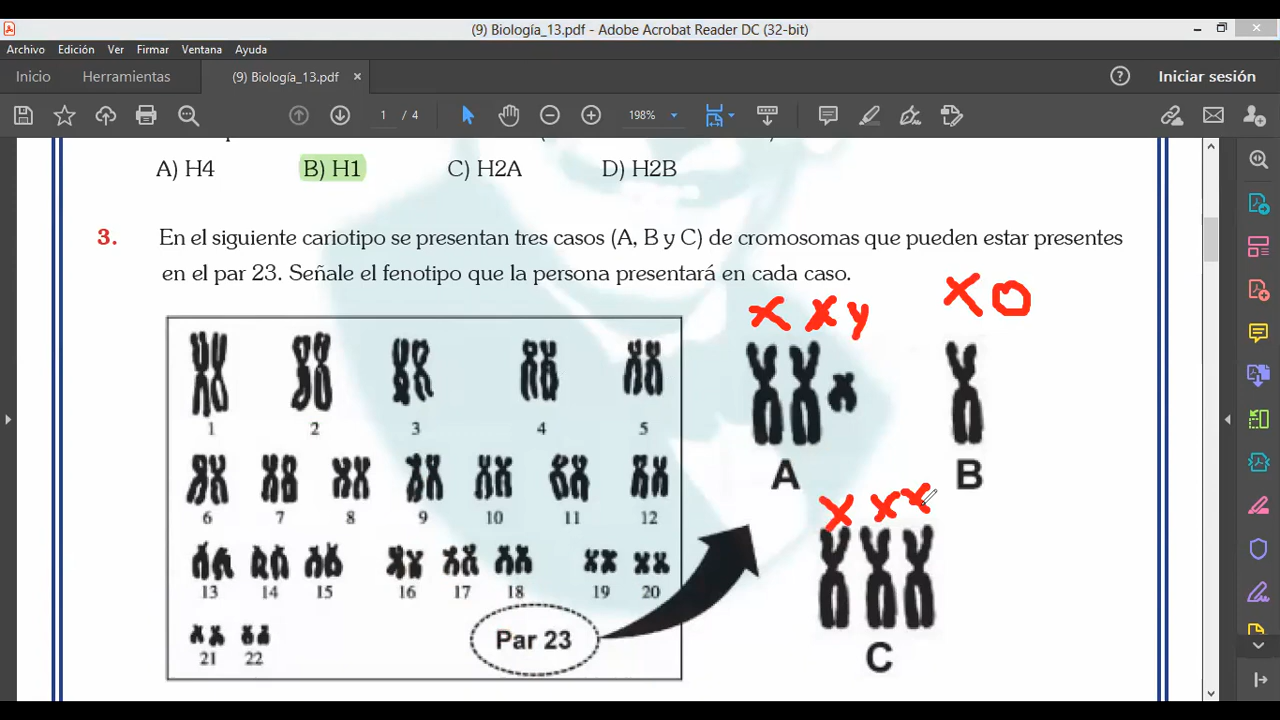 (9) Biología_13.pdf - Adobe Acrobat Reader DC (32-bit)
Archivo Edición Ver Firmar Ventana Ayuda
Inicio Herramientas (9) Biología_13.pdf × Iniciar sesión
1 / 4 198%
A) H4 B) H1 C) H2A D) H2B
3. En el siguiente cariotipo se presentan tres casos (A, B y C) de cromosomas que pueden estar presentes
en el par 23. Señale el fenotipo que la persona presentará en cada caso.
X X y
X O
1 2 3 4 5
A
B
6 7 8 9 10 11 12
X X X
13 14 15 16 17 18 19 20
21 22
Par 23
C